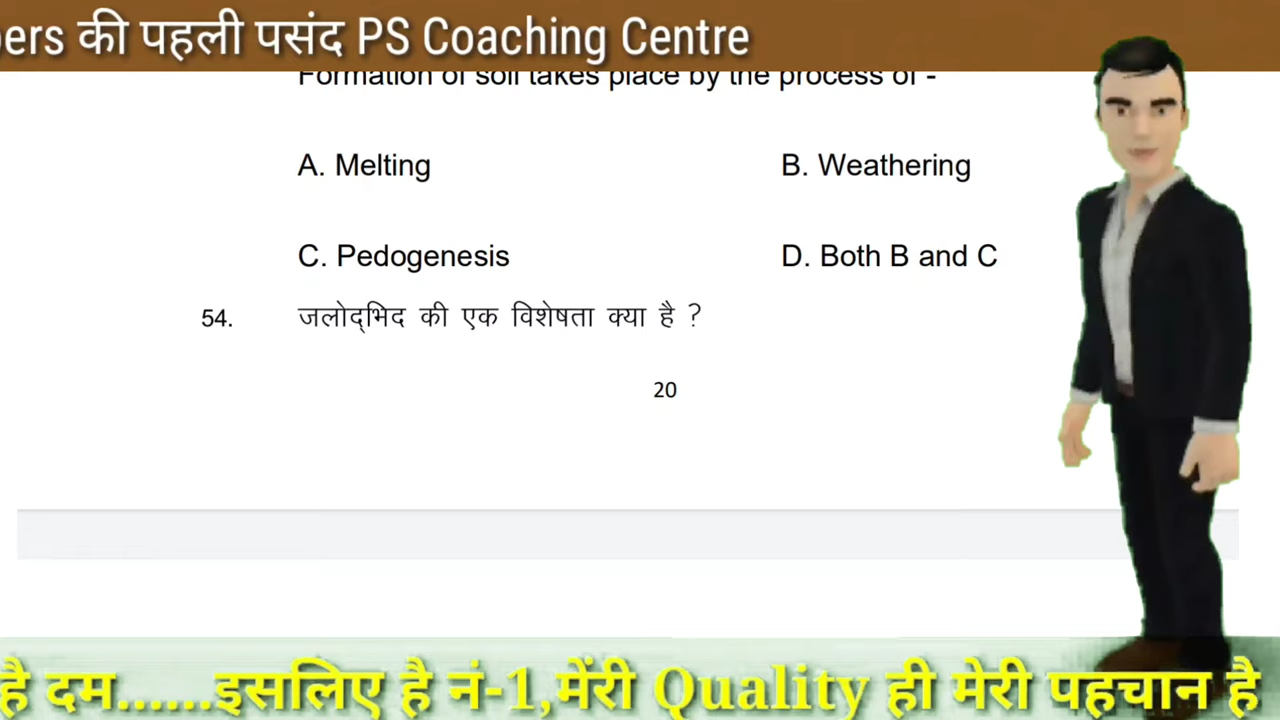 की पहली पसंद PS Coaching Centre
Formation of soil takes place by the process of -
A. Melting
B. Weathering
C. Pedogenesis
D. Both B and C
54. जलोद्भिद की एक विशेषता क्या है ?
20
है दम......इसलिए है नं-1,मेंरी Quality ही मेरी पहचान है